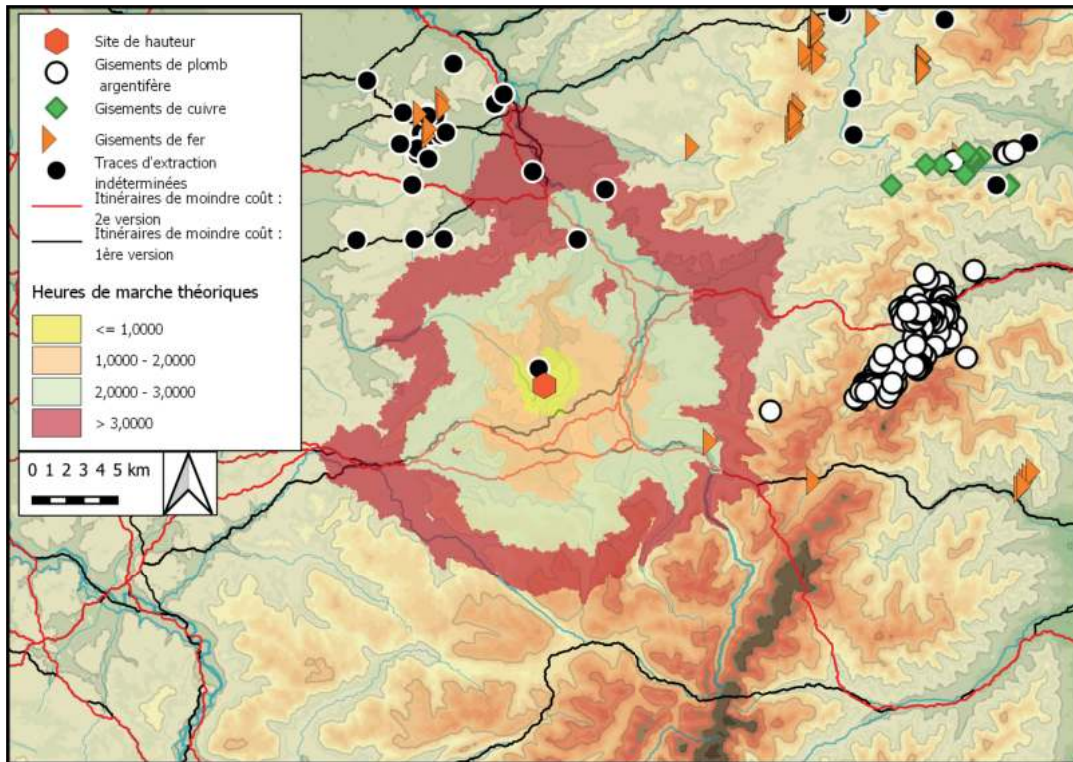 Site de hauteur
Gisements de plomb
argentifère
Gisements de cuivre
Gisements de fer
Traces d'extraction
indéterminées
Itinéraires de moindre coût :
2e version
Itinéraires de moindre coût :
1ère version
Heures de marche théoriques
<= 1,0000
1,0000 - 2,0000
2,0000 - 3,0000
> 3,0000
0 1 2 3 4 5 km